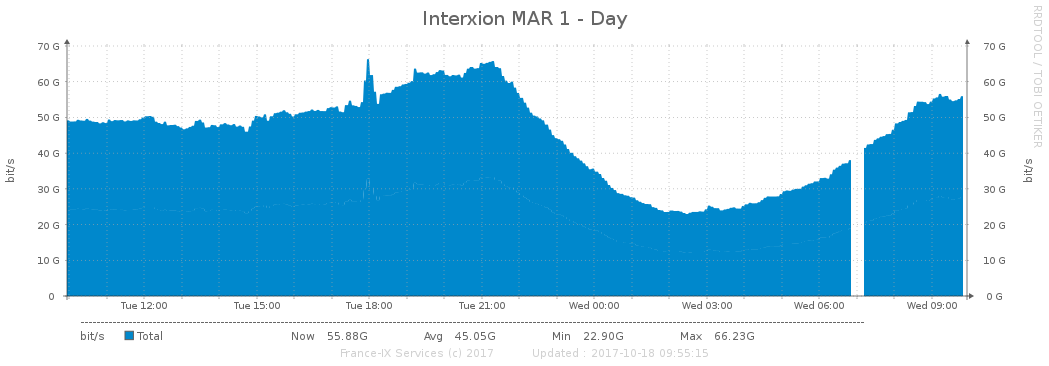 Interxion MAR 1 - Day
RRDTOOL / TOBI OETIKER
70 G 70 G
60 G 60 G
50 G 50 G
40 G 40 G
30 G 30 G
20 G 20 G
10 G 10 G
0 0 G
bit/s bit/s
Tue 12:00 Tue 15:00 Tue 18:00 Tue 21:00 Wed 00:00 Wed 03:00 Wed 06:00 Wed 09:00
bit/s Total Now 55.88G Avg 45.05G Min 22.90G Max 66.23G
France-IX Services (c) 2017 Updated : 2017-10-18 09:55:15